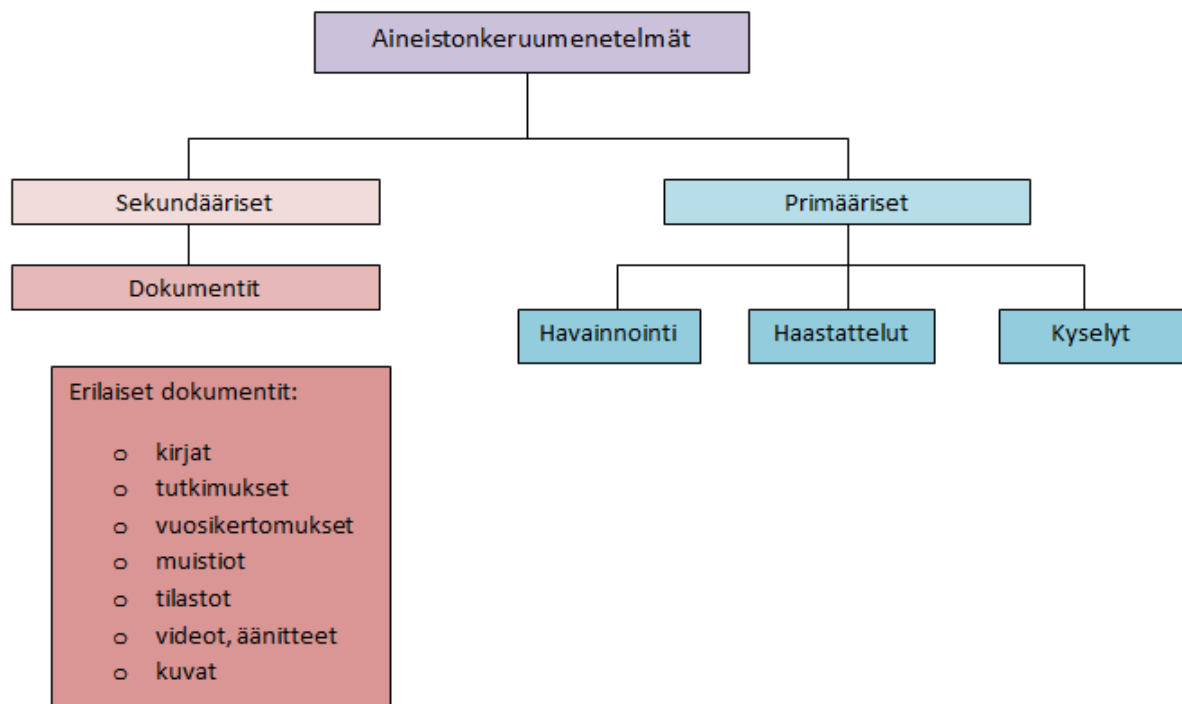 Aineistonkeruumenetelmät
Sekundääriset
Primääriset
Dokumentit
Havainnointi
Haastattelut
Kyselyt
Erilaiset dokumentit:
o kirjat
o tutkimukset
o vuosikertomukset
o muistiot
o tilastot
o videot, äänitteet
o kuvat